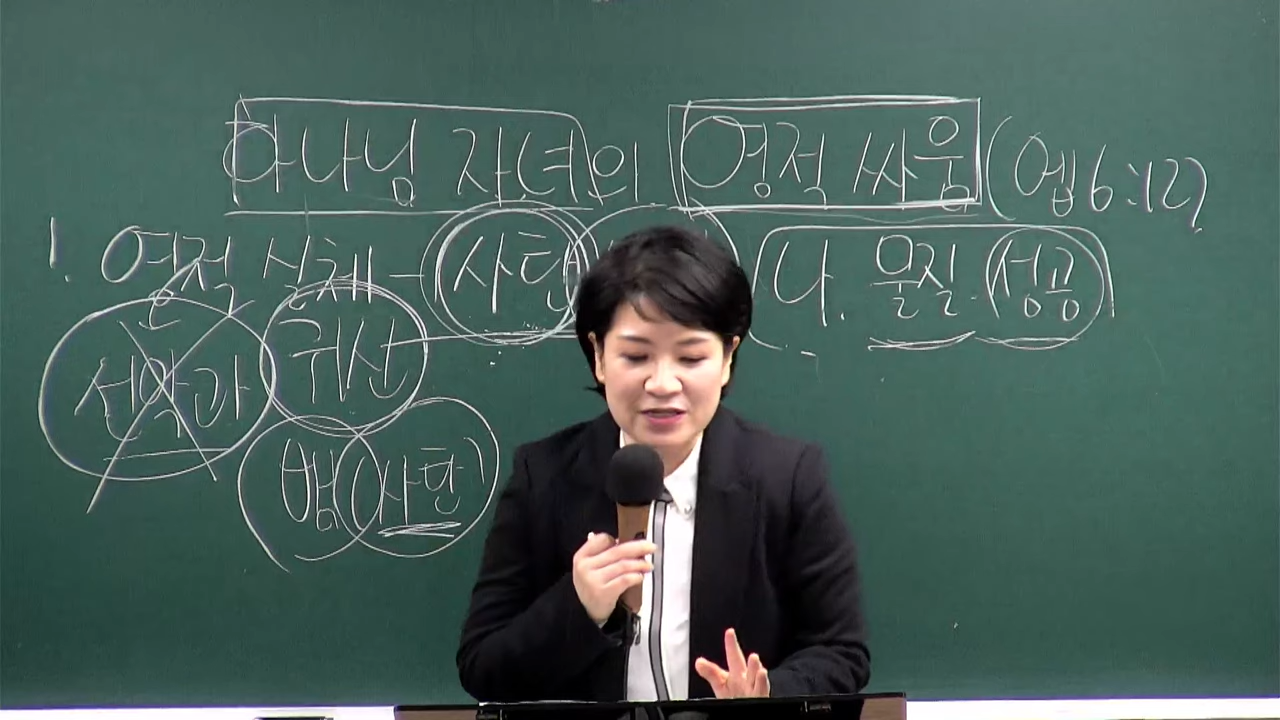 하나님 자녀의 영적 싸움 (엡 6:12)
1. 영적 실체 - 사탄 (나. 물질. 성공)
선악과 귀신
뱀 (사탄)